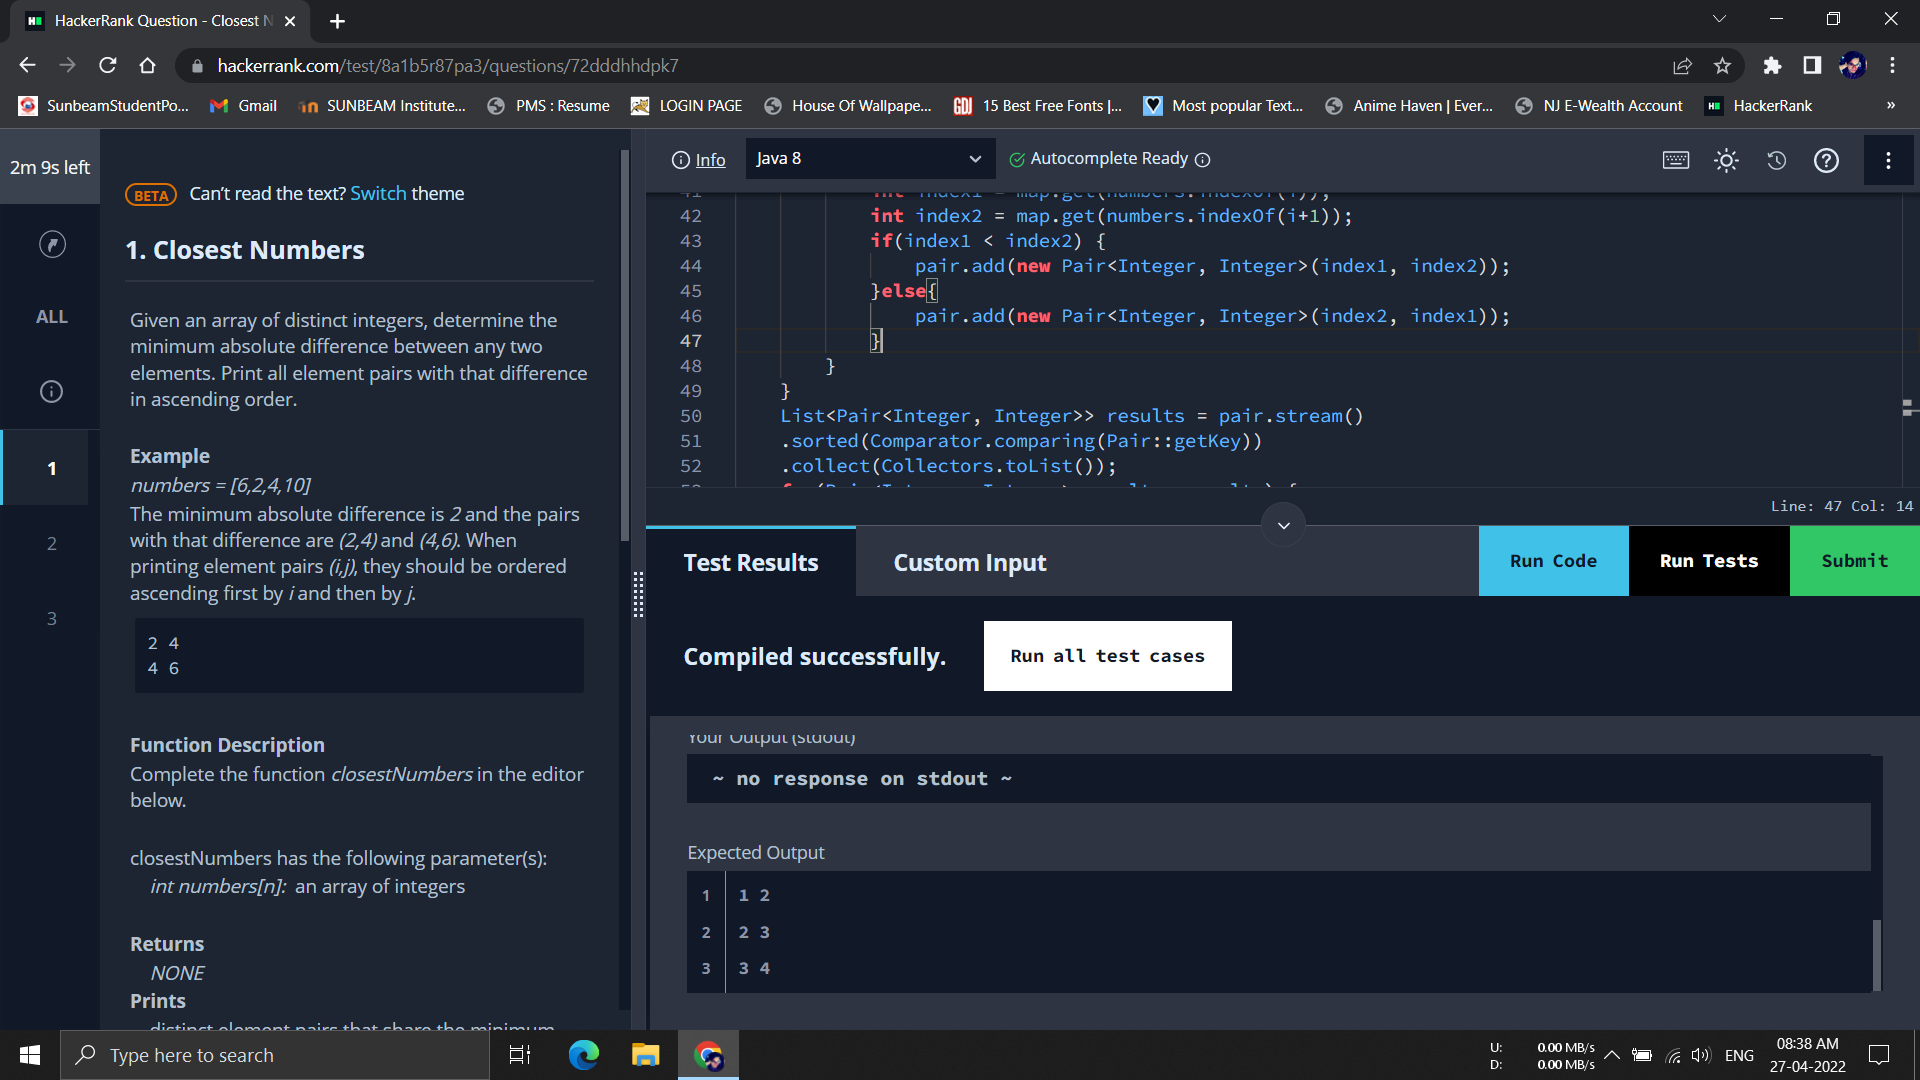 HackerRank Question - Closest N
hackerrank.com/test/8a1b5r87pa3/questions/72dddhhdpk7
SunbeamStudentPo...
Gmail
SUNBEAM Institute...
PMS : Resume
LOGIN PAGE
House Of Wallpape...
15 Best Free Fonts |...
Most popular Text...
Anime Haven | Ever...
NJ E-Wealth Account
HackerRank
»
2m 9s left
ALL
1
2
3
BETA Can't read the text? Switch theme
1. Closest Numbers
Given an array of distinct integers, determine the
minimum absolute difference between any two
elements. Print all element pairs with that difference
in ascending order.
Example
numbers = [6,2,4,10]
The minimum absolute difference is 2 and the pairs
with that difference are (2,4) and (4,6). When
printing element pairs (i,j), they should be ordered
ascending first by i and then by j.
2 4
4 6
Function Description
Complete the function closestNumbers in the editor
below.
closestNumbers has the following parameter(s):
int numbers[n]: an array of integers
Returns
NONE
Prints
distinct element pairs that share the minimum
Info
Java 8
Autocomplete Ready
41 int index1 = map.get(numbers.indexOf(i));
42 int index2 = map.get(numbers.indexOf(i+1));
43 if(index1 < index2) {
44 pair.add(new Pair<Integer, Integer>(index1, index2));
45 }else{
46 pair.add(new Pair<Integer, Integer>(index2, index1));
47 }
48 }
49 }
50 List<Pair<Integer, Integer>> results = pair.stream()
51 .sorted(Comparator.comparing(Pair::getKey))
52 .collect(Collectors.toList());
Line: 47 Col: 14
Test Results
Custom Input
Run Code
Run Tests
Submit
Compiled successfully.
Run all test cases
Your Output (stdout)
~ no response on stdout ~
Expected Output
1 1 2
2 2 3
3 3 4
Type here to search
U: 0.00 MB/s
D: 0.00 MB/s
ENG
08:38 AM
27-04-2022